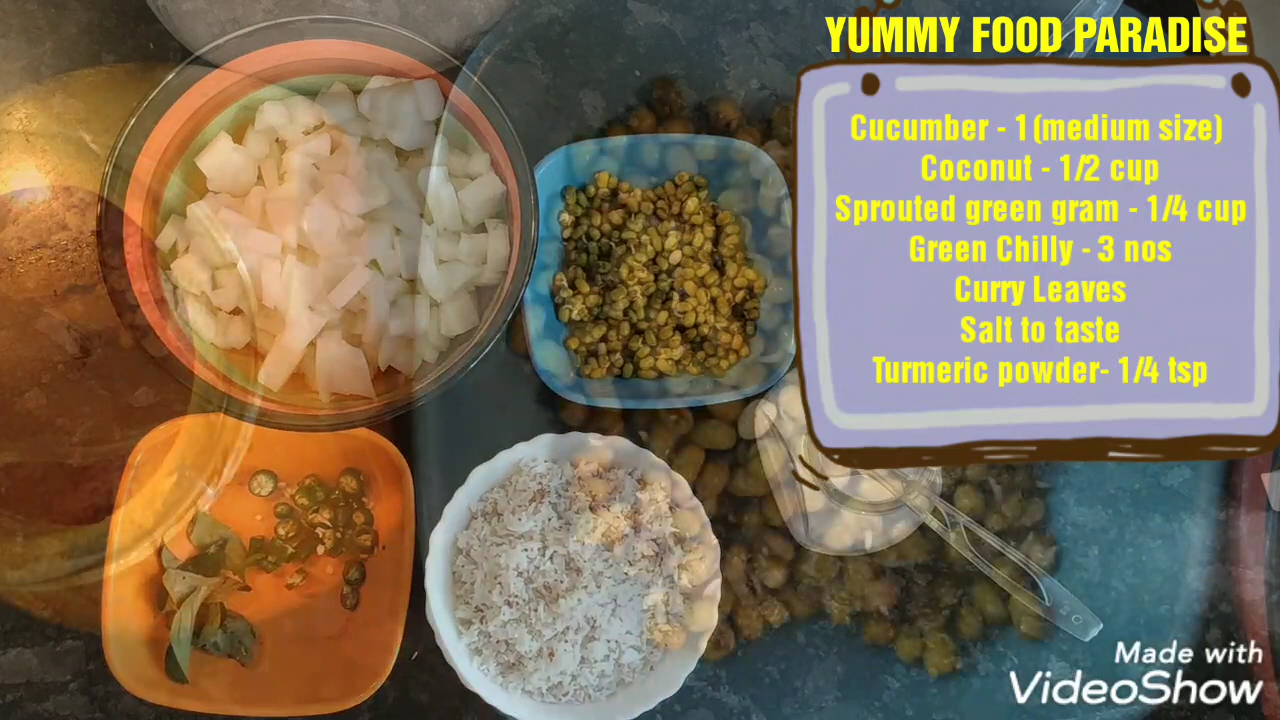 YUMMY FOOD PARADISE
Cucumber - 1 (medium size)
Coconut - 1/2 cup
Sprouted green gram - 1/4 cup
Green Chilly - 3 nos
Curry Leaves
Salt to taste
Turmeric powder- 1/4 tsp
Made with
VideoShow